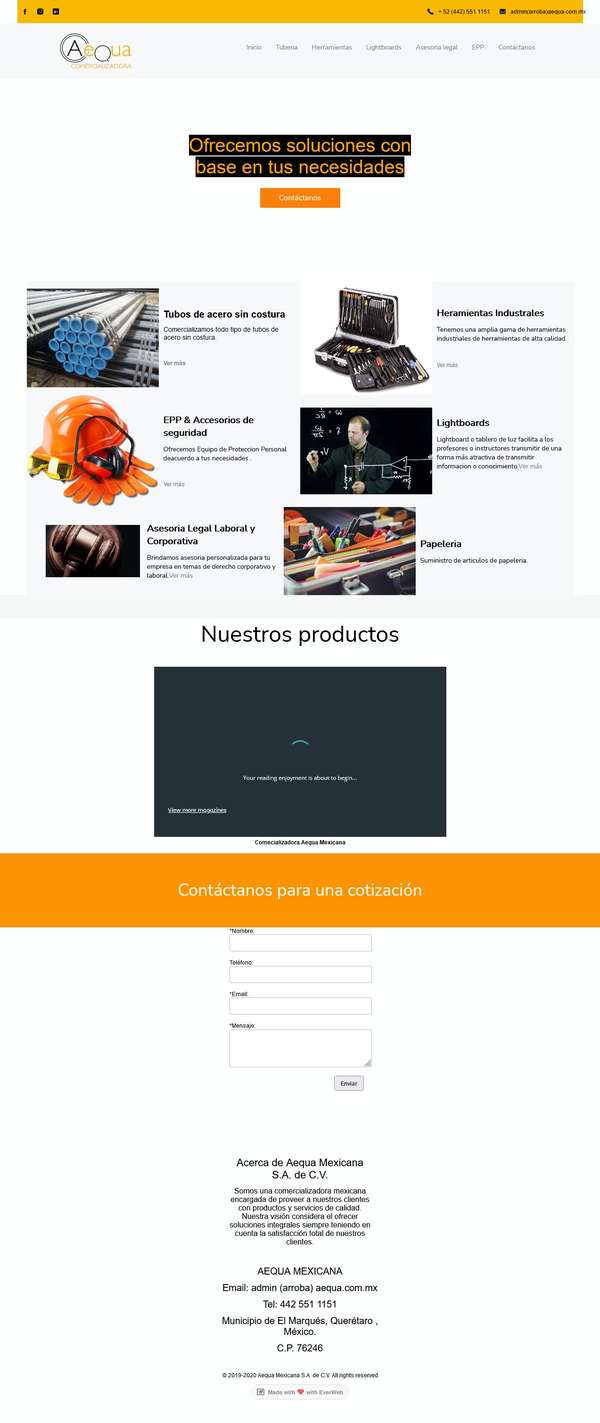 + 52 (442) 551 1151
admin(arroba)aequa.com.mx
Aequa
COMERCIALIZADORA
Inicio
Tuberia
Herramientas
Lightboards
Asesoria legal
EPP
Contáctanos
Ofrecemos soluciones con
base en tus necesidades
Contáctanos
Tubos de acero sin costura
Comercializamos todo tipo de tubos de
acero sin costura.
Ver más
Heramientas Industrales
Tenemos una amplia gama de herramientas
industriales de herramientas de alta calidad.
Ver más
EPP & Accesorios de
seguridad
Ofrecemos Equipo de Proteccion Personal
deacuerdo a tus necesidades .
Ver más
Lightboards
Lightboard o tablero de luz facilita a los
profesores o instructores transmitir de una
forma más atractiva de transmitir
informacion o conocimiento.Ver más
Asesoria Legal Laboral y
Corporativa
Brindamos asesoria personalizada para tu
empresa en temas de derecho corporativo y
laboral.Ver más
Papeleria
Suministro de articulos de papeleria.
Nuestros productos
Your reading enjoyment is about to begin...
View more magazines
Comecializadora Aequa Mexicana
Contáctanos para una cotización
*Nombre:
Teléfono:
*Email:
*Mensaje:
Enviar
Acerca de Aequa Mexicana
S.A. de C.V.
Somos una comercializadora mexicana
encargada de proveer a nuestros clientes
con productos y servicios de calidad.
Nuestra visión considera el ofrecer
soluciones integrales siempre teniendo en
cuenta la satisfacción total de nuestros
clientes.
AEQUA MEXICANA
Email: admin (arroba) aequa.com.mx
Tel: 442 551 1151
Municipio de El Marqués, Querétaro ,
México.
C.P. 76246
© 2019-2020 Aequa Mexicana S.A. de C.V. All rights reserved
Made with ❤ with EverWeb